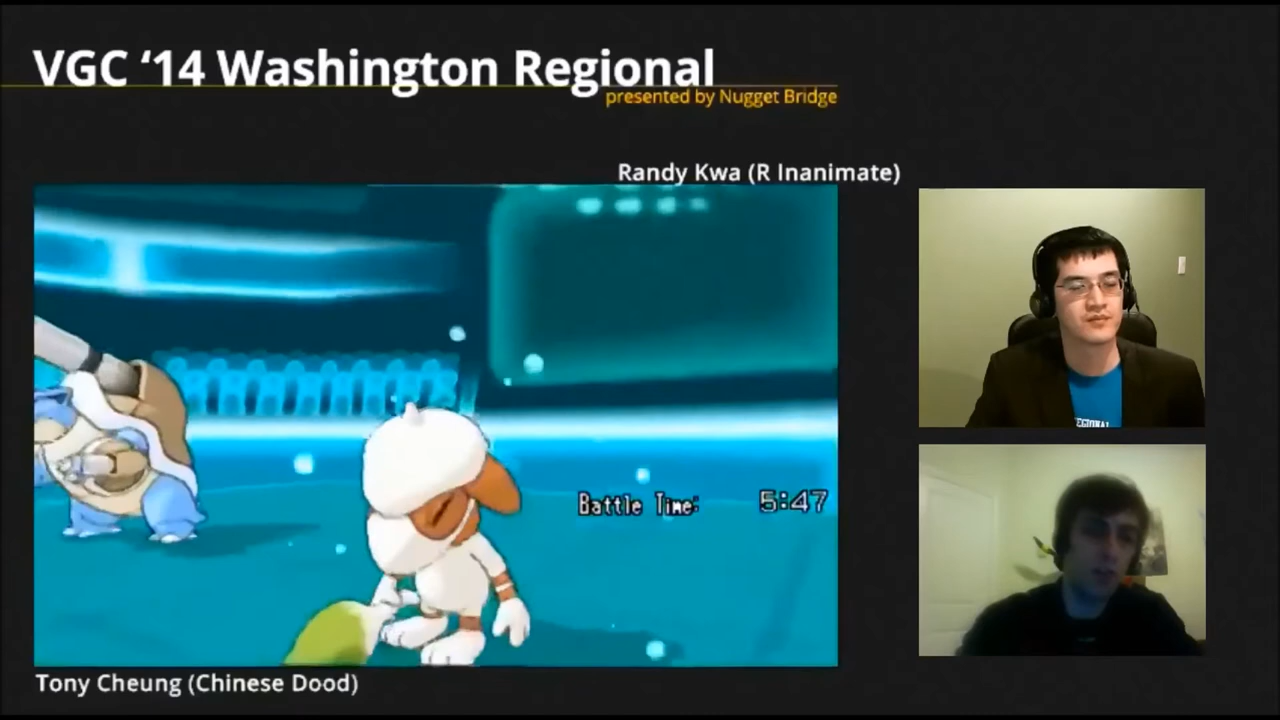 VGC ‘14 Washington Regional
presented by Nugget Bridge
Randy Kwa (R Inanimate)
EGIONAL
Battle Time: 5:47
Tony Cheung (Chinese Dood)